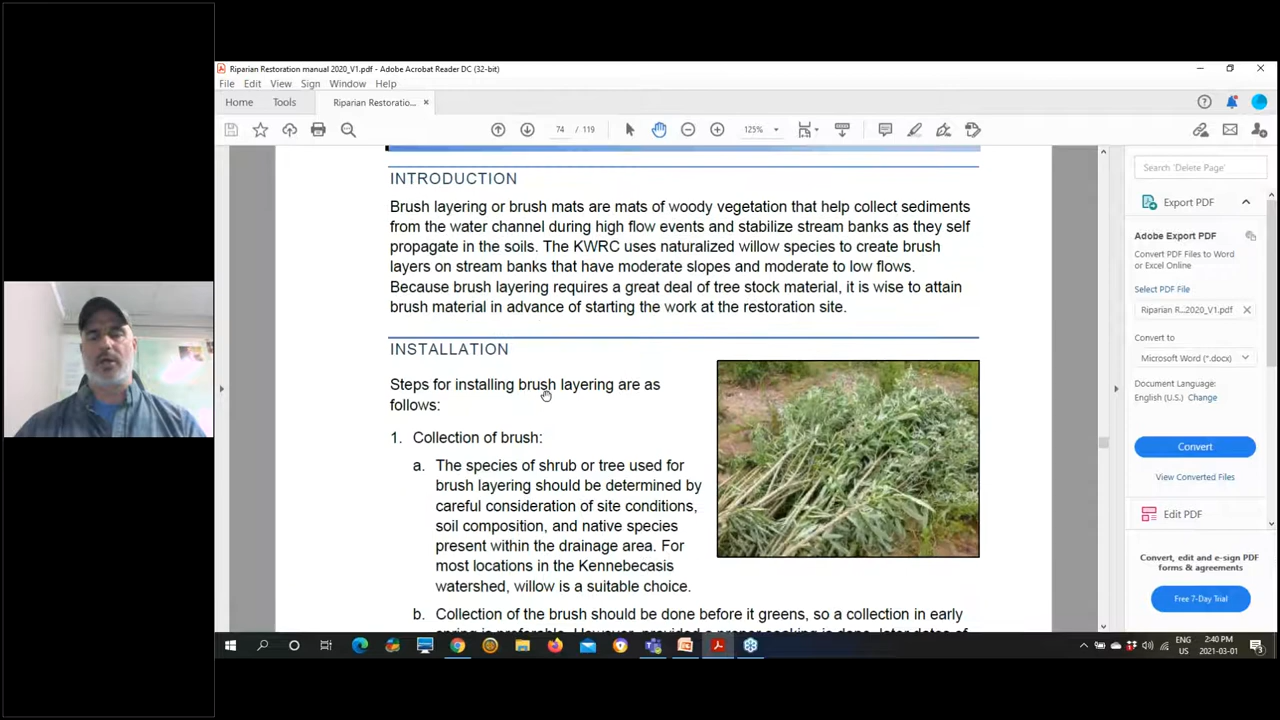 Riparian Restoration manual 2020_V1.pdf - Adobe Acrobat Reader DC (32-bit)
File Edit View Sign Window Help
Home Tools Riparian Restoratio... ×
74 / 119 125%
INTRODUCTION
Brush layering or brush mats are mats of woody vegetation that help collect sediments
from the water channel during high flow events and stabilize stream banks as they self
propagate in the soils. The KWRC uses naturalized willow species to create brush
layers on stream banks that have moderate slopes and moderate to low flows.
Because brush layering requires a great deal of tree stock material, it is wise to attain
brush material in advance of starting the work at the restoration site.
INSTALLATION
Steps for installing brush layering are as
follows:
1. Collection of brush:
a. The species of shrub or tree used for
brush layering should be determined by
careful consideration of site conditions,
soil composition, and native species
present within the drainage area. For
most locations in the Kennebecasis
watershed, willow is a suitable choice.
b. Collection of the brush should be done before it greens, so a collection in early
Search 'Delete Page'
Export PDF
Adobe Export PDF
Convert PDF Files to Word
or Excel Online
Select PDF File
Riparian R...2020_V1.pdf ×
Convert to
Microsoft Word (*.docx)
Document Language:
English (U.S.) Change
Convert
View Converted Files
Edit PDF
Convert, edit and e-sign PDF
forms & agreements
Free 7-Day Trial
ENG
US
2:40 PM
2021-03-01
3